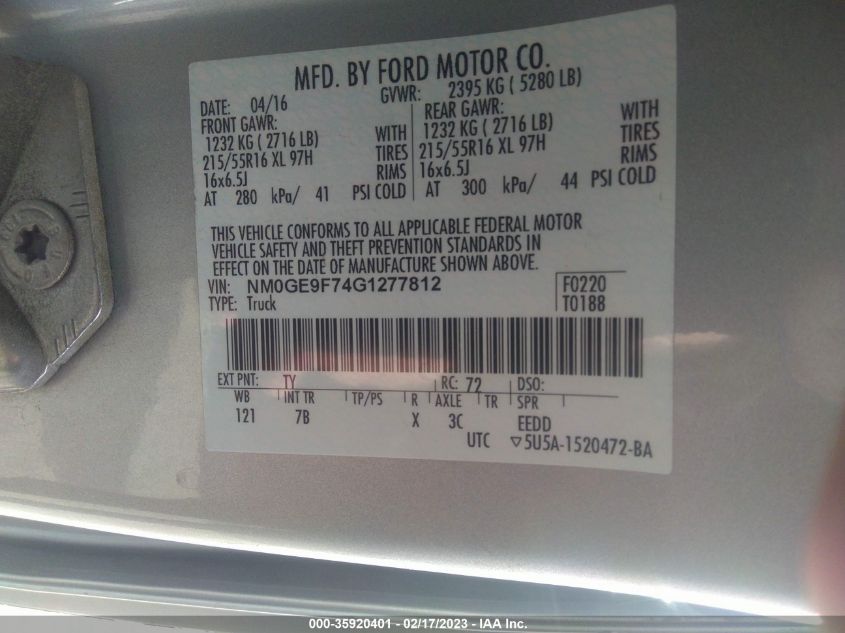 MFD. BY FORD MOTOR CO.
DATE: 04/16 GVWR: 2395 KG ( 5280 LB)
FRONT GAWR: REAR GAWR:
1232 KG ( 2716 LB) WITH 1232 KG ( 2716 LB) WITH
215/55R16 XL 97H TIRES 215/55R16 XL 97H TIRES
16x6.5J RIMS 16x6.5J RIMS
AT 280 kPa/ 41 PSI COLD AT 300 kPa/ 44 PSI COLD
THIS VEHICLE CONFORMS TO ALL APPLICABLE FEDERAL MOTOR
VEHICLE SAFETY AND THEFT PREVENTION STANDARDS IN
EFFECT ON THE DATE OF MANUFACTURE SHOWN ABOVE.
VIN: NM0GE9F74G1277812 F0220
TYPE: Truck T0188
EXT PNT: TY RC: 72 DSO:
WB INT TR TP/PS R AXLE TR SPR
121 7B X 3C EEDD
UTC ▽5U5A-1520472-BA
000-35920401 - 02/17/2023 - IAA Inc.